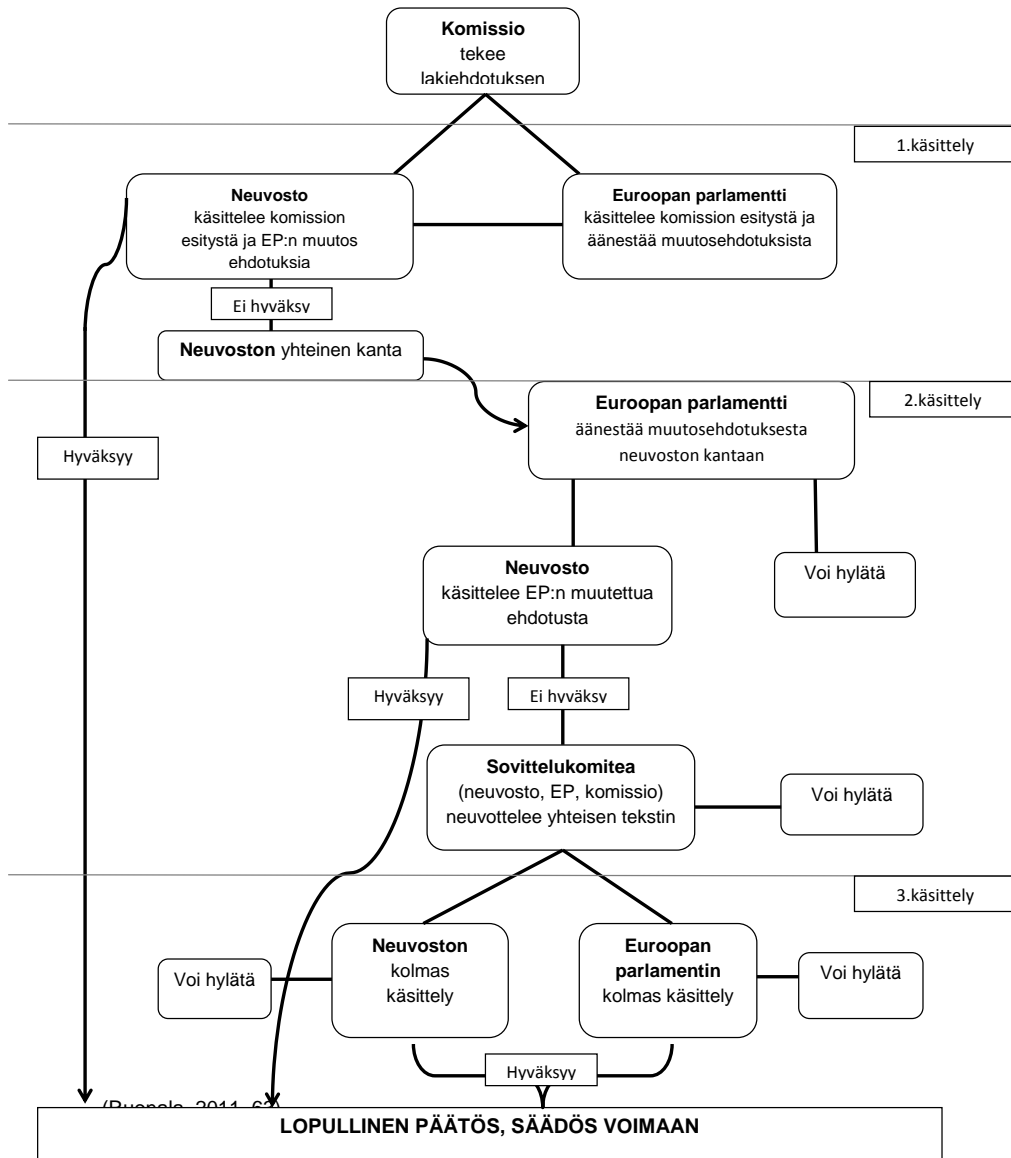 Komissio
tekee
lakiehdotuksen
1.käsittely
Neuvosto
käsittelee komission
esitystä ja EP:n muutos
ehdotuksia
Euroopan parlamentti
käsittelee komission esitystä ja
äänestää muutosehdotuksista
Ei hyväksy
Neuvoston yhteinen kanta
2.käsittely
Euroopan parlamentti
äänestää muutosehdotuksesta
neuvoston kantaan
Hyväksyy
Neuvosto
käsittelee EP:n muutettua
ehdotusta
Voi hylätä
Hyväksyy
Ei hyväksy
Sovittelukomitea
(neuvosto, EP, komissio)
neuvottelee yhteisen tekstin
Voi hylätä
3.käsittely
Neuvoston
kolmas
käsittely
Euroopan
parlamentin
kolmas käsittely
Voi hylätä
Voi hylätä
Hyväksyy
2011
LOPULLINEN PÄÄTÖS, SÄÄDÖS VOIMAAN